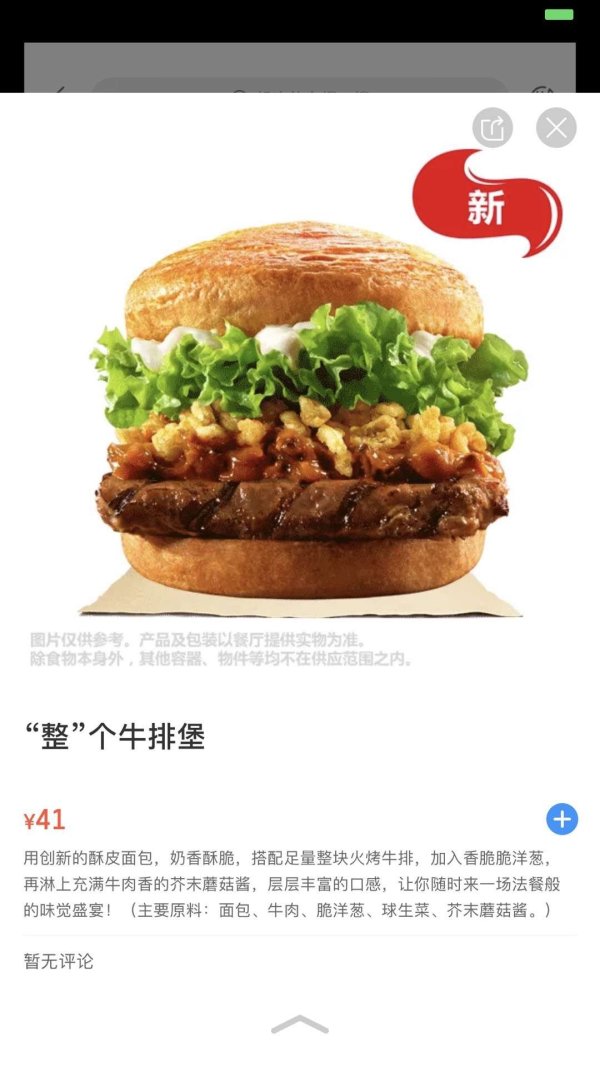 新
图片仅供参考。产品及包装以餐厅提供实物为准。
除食物本身外，其他容器、物件等均不在供应范围之内。
“整”个牛排堡
¥41
用创新的酥皮面包，奶香酥脆，搭配足量整块火烤牛排，加入香脆脆洋葱，
再淋上充满牛肉香的芥末蘑菇酱，层层丰富的口感，让你随时来一场法餐般
的味觉盛宴！（主要原料：面包、牛肉、脆洋葱、球生菜、芥末蘑菇酱。）
暂无评论